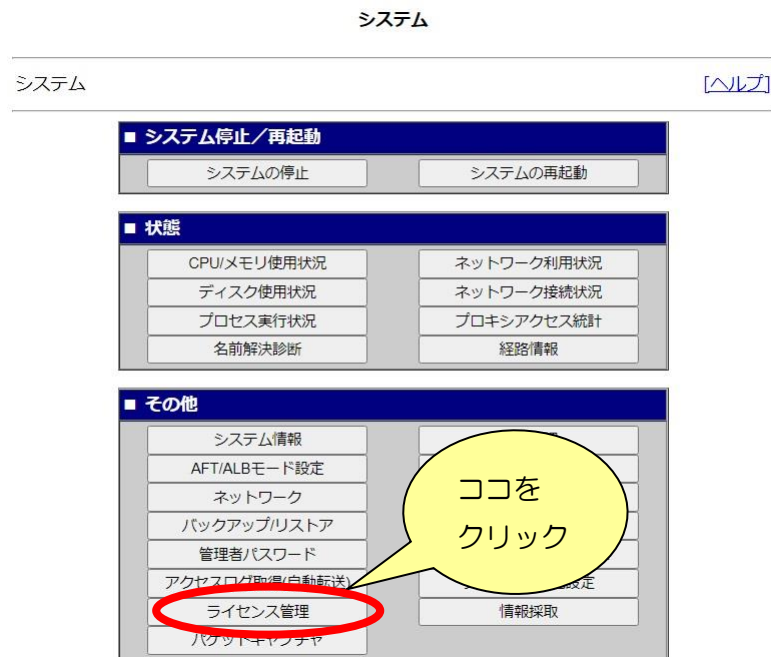 システム
システム [ヘルプ]
■ システム停止／再起動
システムの停止 システムの再起動
■ 状態
CPU/メモリ使用状況 ネットワーク利用状況
ディスク使用状況 ネットワーク接続状況
プロセス実行状況 プロキシアクセス統計
名前解決診断 経路情報
■ その他
システム情報
AFT/ALBモード設定
ネットワーク
バックアップ/リストア
管理者パスワード
アクセスログ取得(自動転送)
ライセンス管理 情報採取
パケットキャプチャ
ココを
クリック